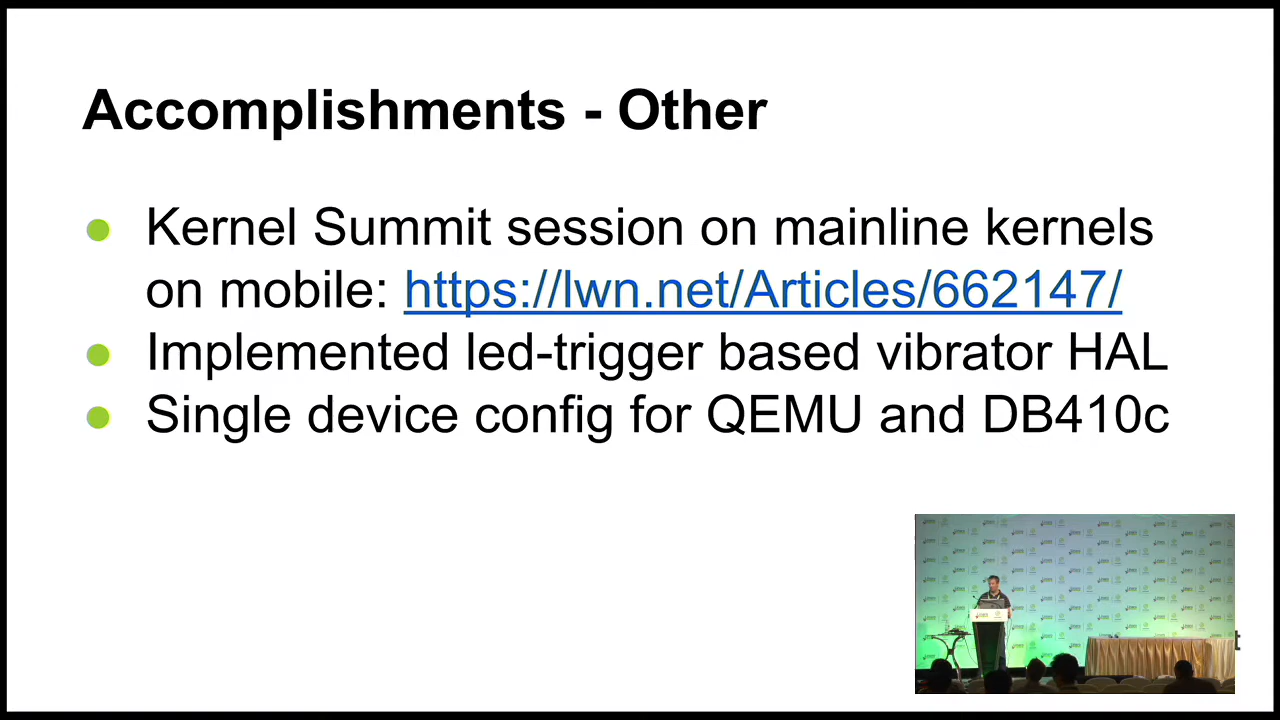 Accomplishments - Other
Kernel Summit session on mainline kernels
on mobile: https://lwn.net/Articles/662147/
Implemented led-trigger based vibrator HAL
Single device config for QEMU and DB410c